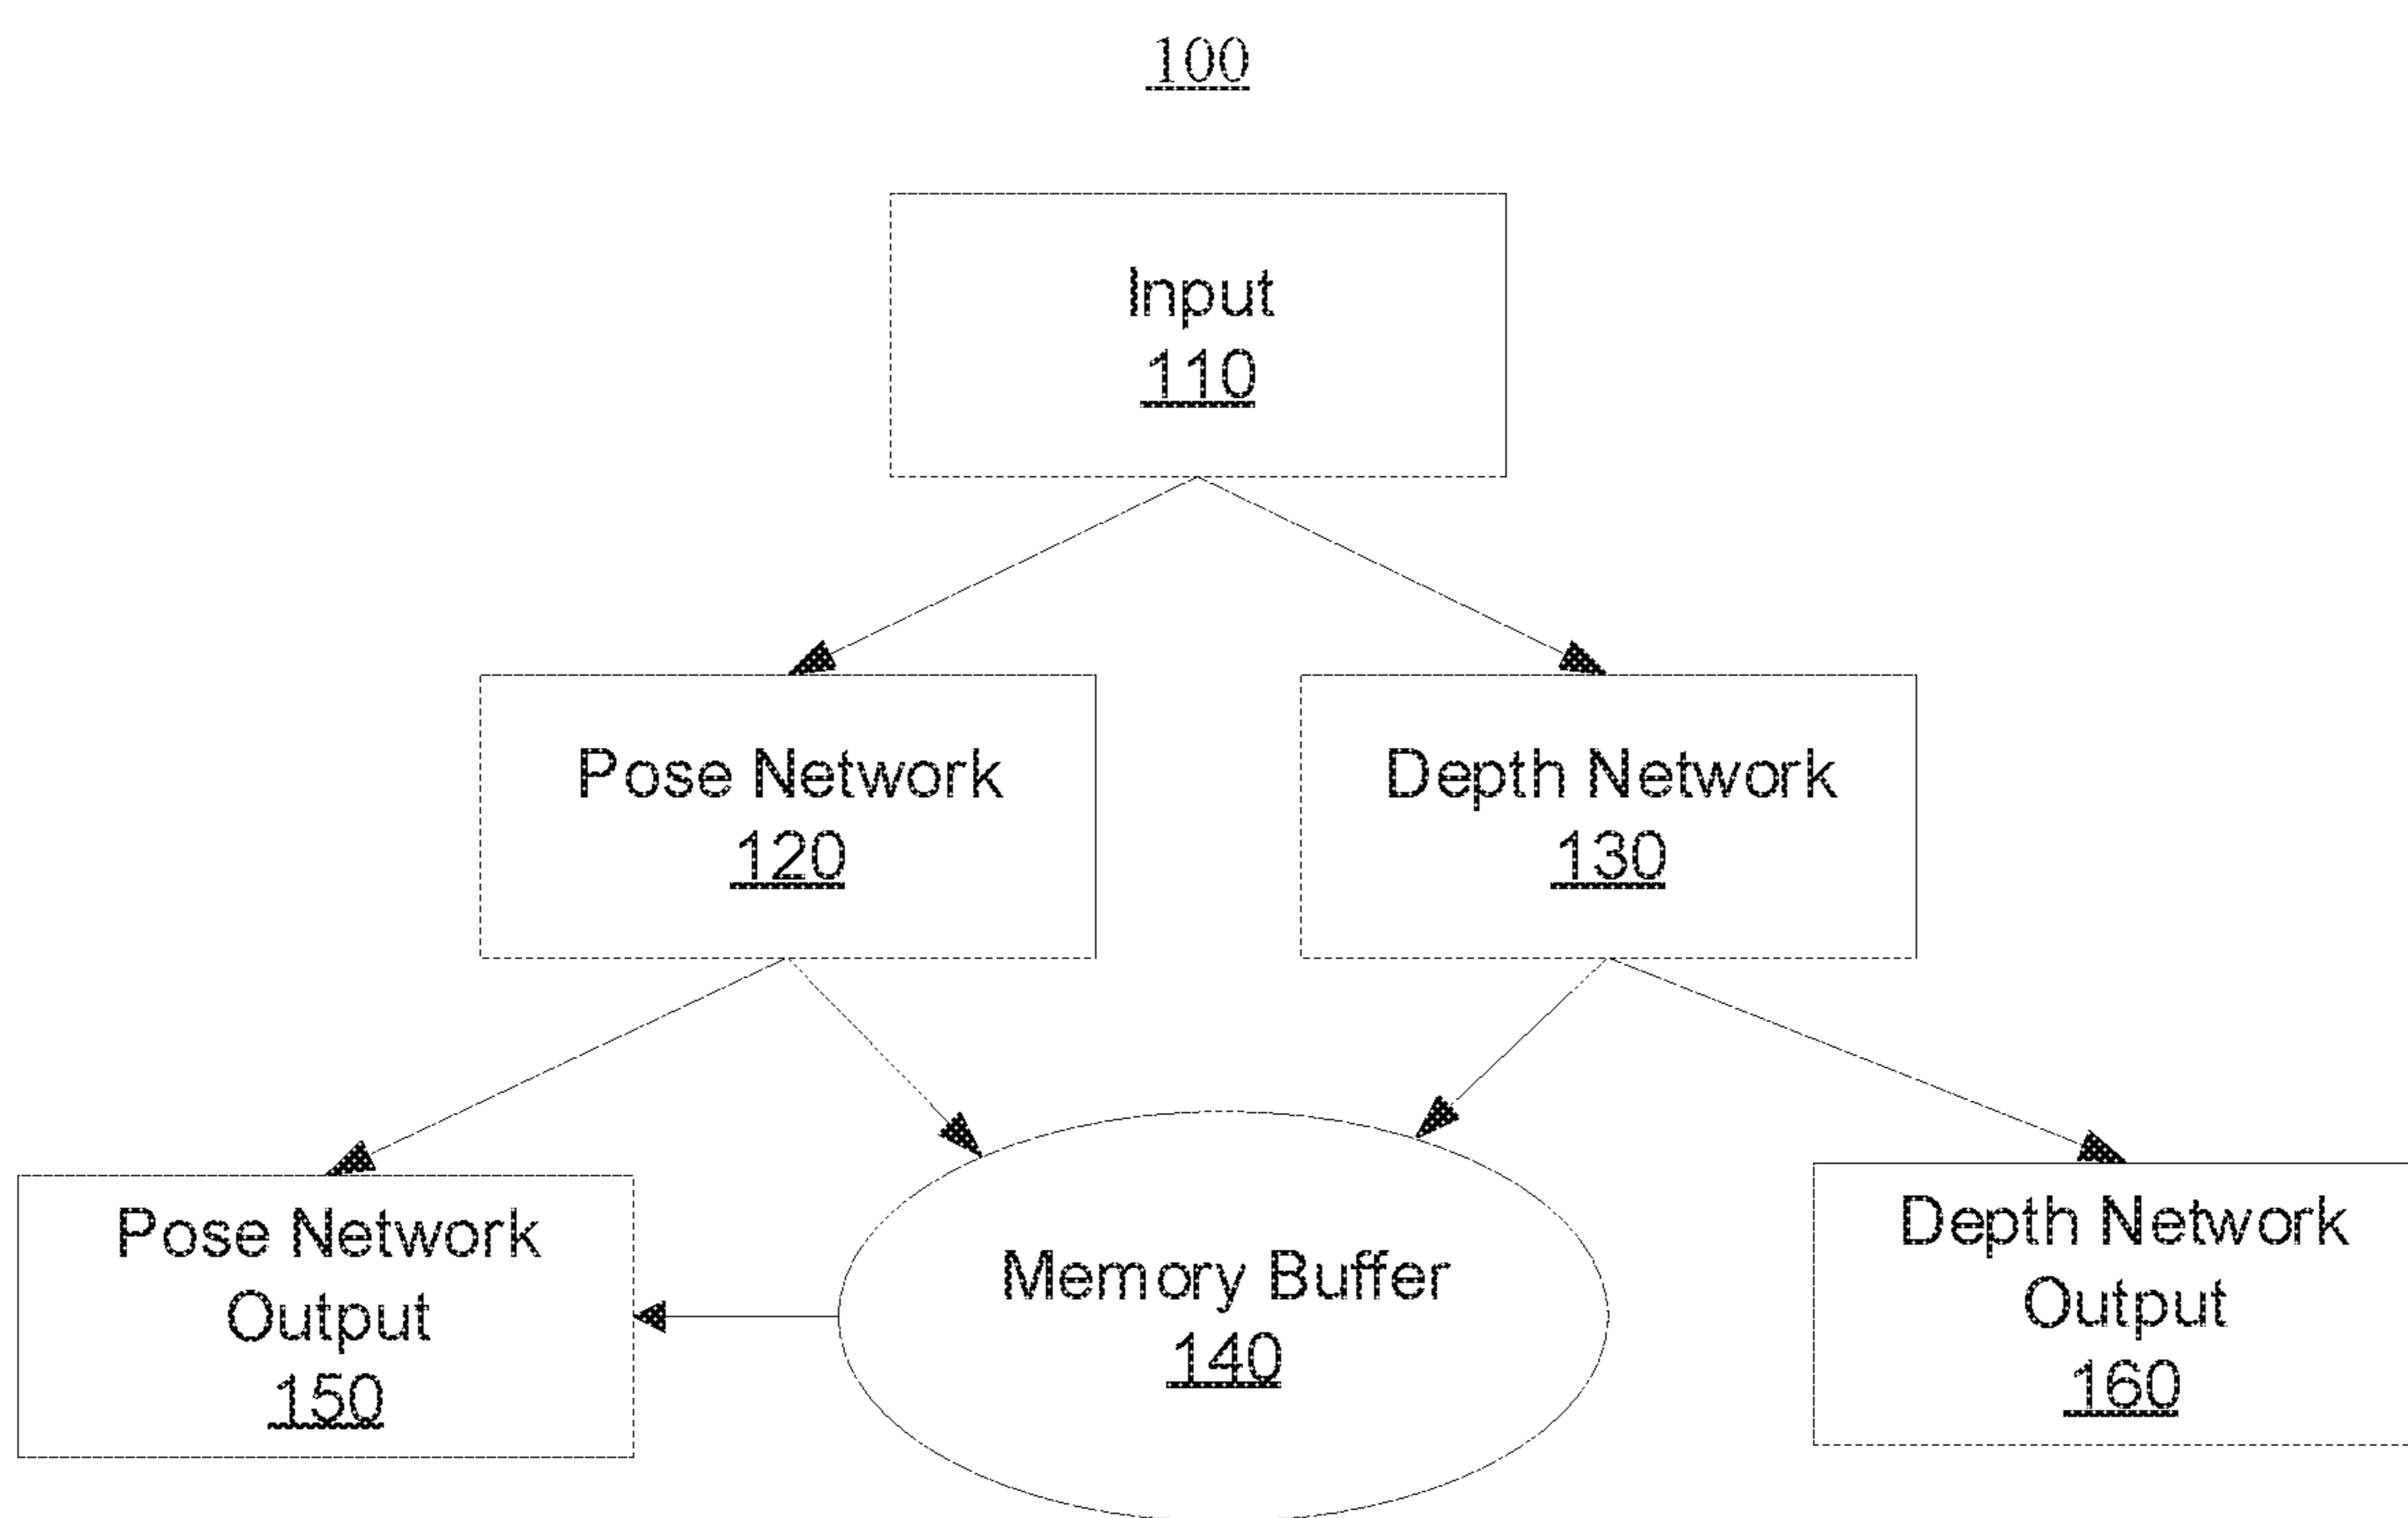 100
Input
110
Pose Network
120
Depth Network
130
Pose Network
Output
150
Memory Buffer
140
Depth Network
Output
160